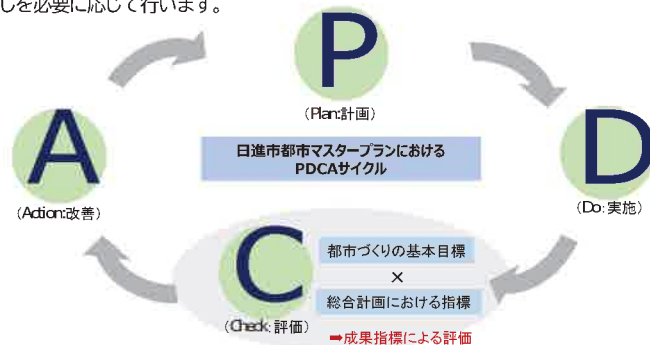 しを必要に応じて行います。
P
(Plan:計画)
A
(Action:改善)
日進市都市マスタープランにおける
PDCAサイクル
D
(Do:実施)
C
(Check:評価)
都市づくりの基本目標
×
総合計画における指標
➡成果指標による評価